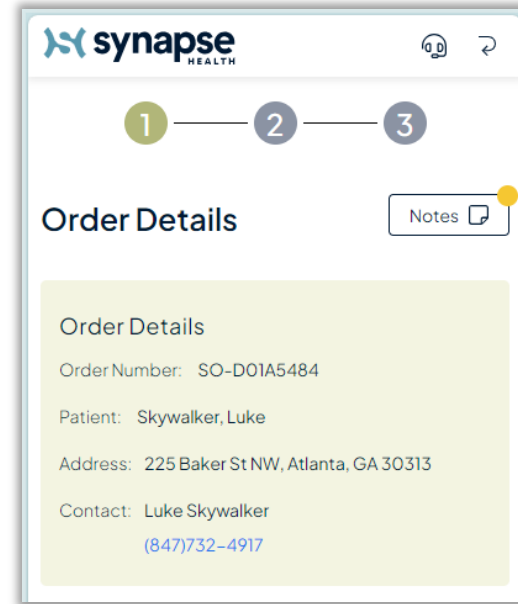 synapse
HEALTH
1 2 3
Order Details
Notes
Order Details
Order Number: SO-D01A5484
Patient: Skywalker, Luke
Address: 225 Baker St NW, Atlanta, GA 30313
Contact: Luke Skywalker
(847)732-4917